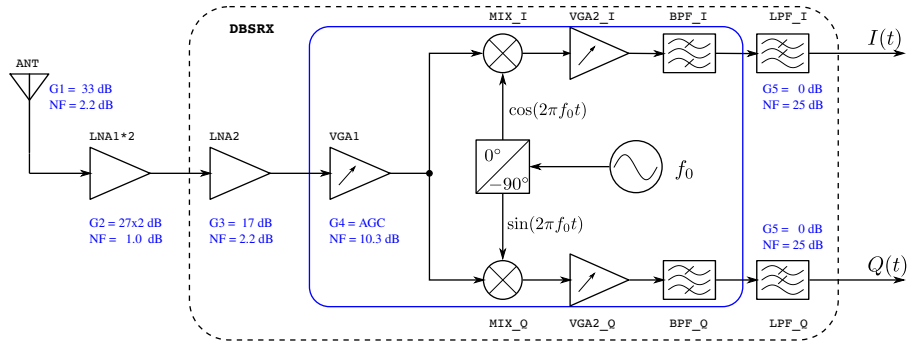 MIX_I
VGA2_I
BPF_I
LPF_I
DBSRX
I(t)
ANT
G1 = 33 dB
NF = 2.2 dB
G5 = 0 dB
NF = 25 dB
cos(2πf₀t)
LNA1*2
LNA2
VGA1
0°
−90°
f₀
G2 = 27x2 dB
NF = 1.0 dB
G3 = 17 dB
NF = 2.2 dB
G4 = AGC
NF = 10.3 dB
sin(2πf₀t)
G5 = 0 dB
NF = 25 dB
Q(t)
MIX_Q
VGA2_Q
BPF_Q
LPF_Q